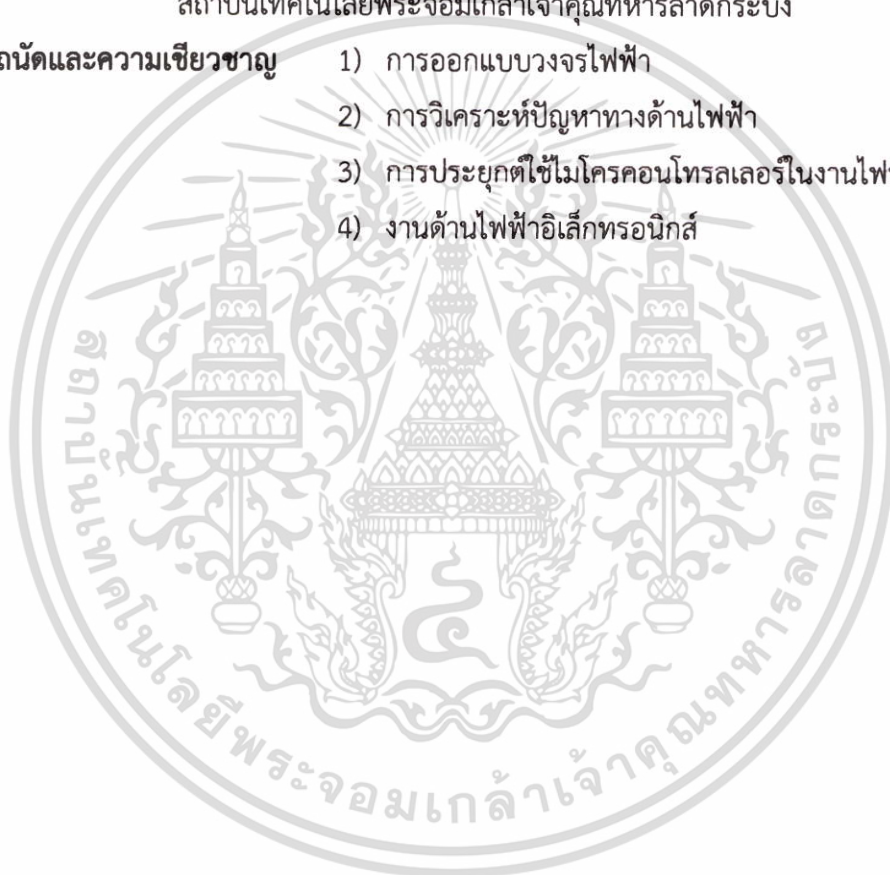 สถาบันเทคโนโลยีพระจอมเกล้าเจ้าคุณทหารลาดกระบัง
ถนัดและความเชี่ยวชาญ 1) การออกแบบวงจรไฟฟ้า
2) การวิเคราะห์ปัญหาทางด้านไฟฟ้า
3) การประยุกต์ใช้ไมโครคอนโทรลเลอร์ในงานไฟ
4) งานด้านไฟฟ้าอิเล็กทรอนิกส์
สถาบันเทคโนโลยีพระจอมเกล้าเจ้าคุณทหารลาดกระบัง